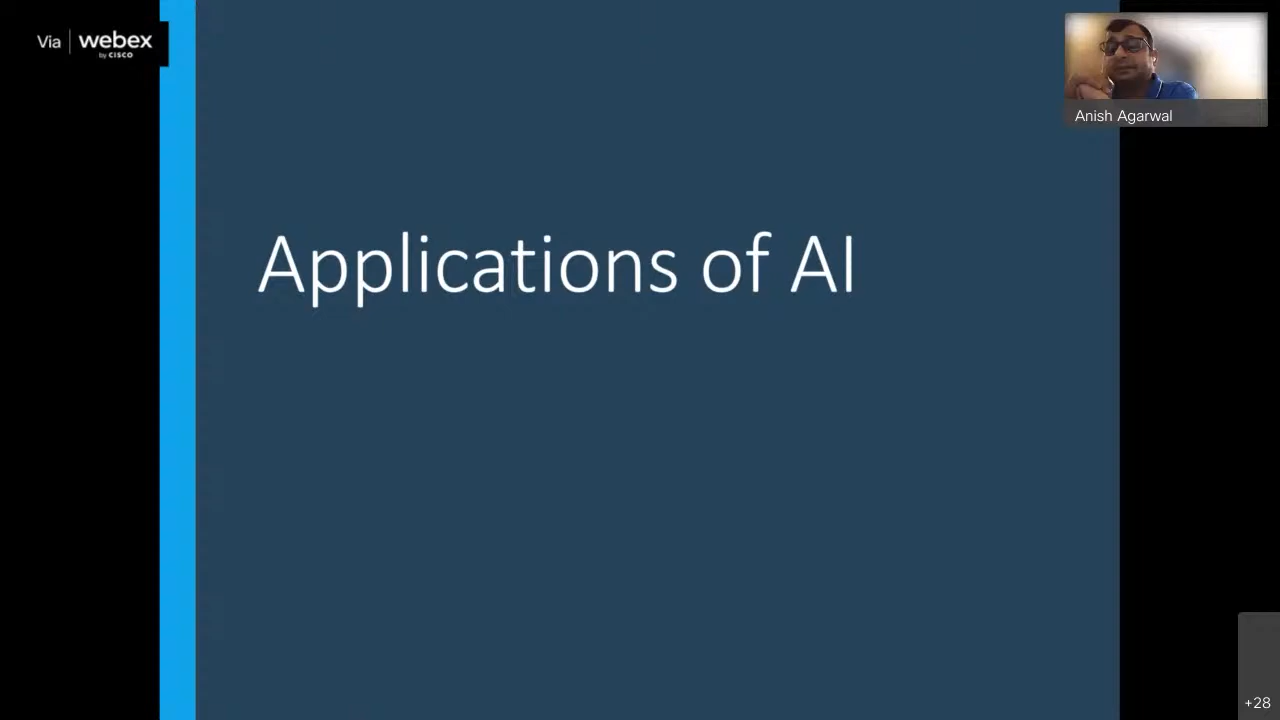 Via | webex
by CISCO
Anish Agarwal
Applications of AI
+28